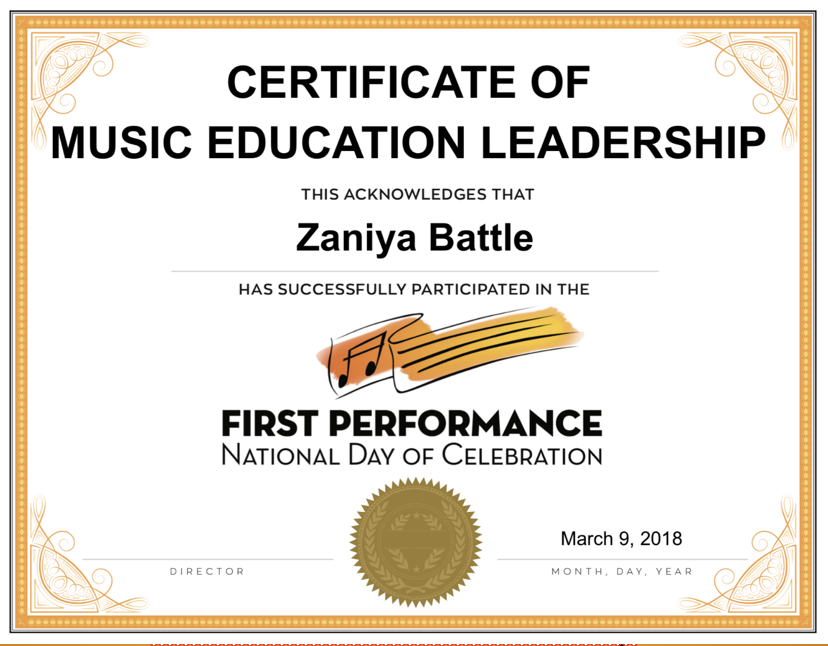 CERTIFICATE OF
MUSIC EDUCATION LEADERSHIP
THIS ACKNOWLEDGES THAT
Zaniya Battle
HAS SUCCESSFULLY PARTICIPATED IN THE
FIRST PERFORMANCE
NATIONAL DAY OF CELEBRATION
March 9, 2018
DIRECTOR
MONTH, DAY, YEAR